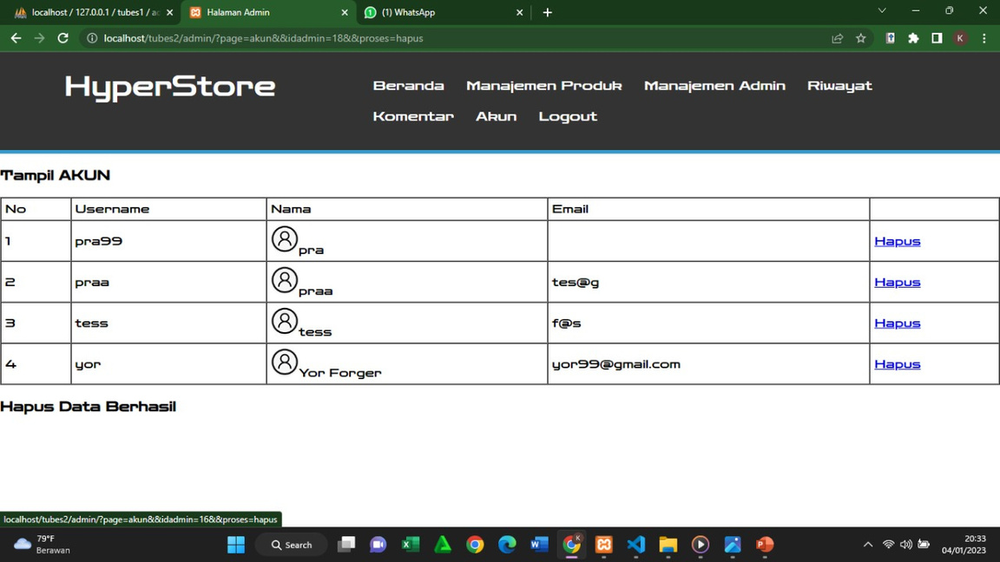 localhost / 127.0.0.1 / tubes1 / ac
Halaman Admin
(1) WhatsApp
localhost/tubes2/admin/?page=akun&&idadmin=18&&proses=hapus
K
HyperStore
Beranda Manajemen Produk Manajemen Admin Riwayat
Komentar Akun Logout
Tampil AKUN
No Username Nama Email
1 pra99 pra Hapus
2 praa praa tes@g Hapus
3 tess tess f@s Hapus
4 yor Yor Forger yor99@gmail.com Hapus
Hapus Data Berhasil
localhost/tubes2/admin/?page=akun&&idadmin=16&&proses=hapus
79°F
Berawan
Search
20:33
04/01/2023